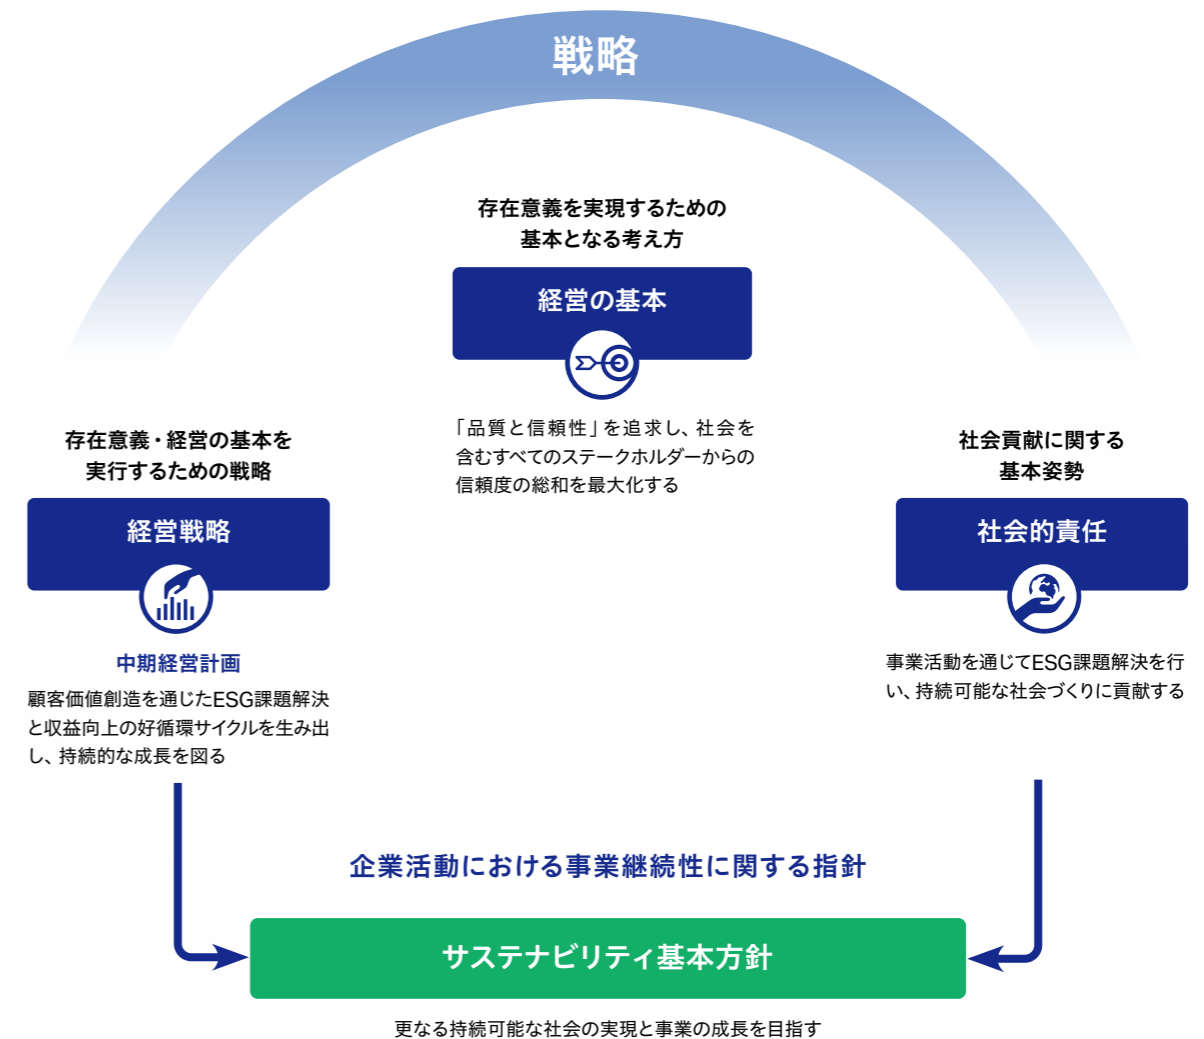 戦略
存在意義を実現するための
基本となる考え方
経営の基本
「品質と信頼性」を追求し、社会を
含むすべてのステークホルダーからの
信頼度の総和を最大化する
存在意義・経営の基本を
実行するための戦略
経営戦略
中期経営計画
顧客価値創造を通じたESG課題解決
と収益向上の好循環サイクルを生み出
し、持続的な成長を図る
社会貢献に関する
基本姿勢
社会的責任
事業活動を通じてESG課題解決を行
い、持続可能な社会づくりに貢献する
企業活動における事業継続性に関する指針
サステナビリティ基本方針
更なる持続可能な社会の実現と事業の成長を目指す